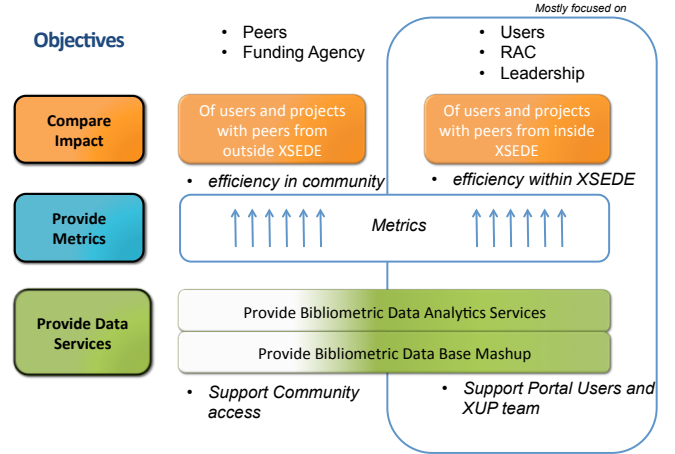 Mostly focused on
Objectives
• Peers
• Funding Agency
• Users
• RAC
• Leadership
Compare
Impact
Of users and projects
with peers from
outside XSEDE
Of users and projects
with peers from inside
XSEDE
• efficiency in community
• efficiency within XSEDE
Provide
Metrics
Metrics
Provide Data
Services
Provide Bibliometric Data Analytics Services
Provide Bibliometric Data Base Mashup
• Support Community
access
• Support Portal Users and
XUP team